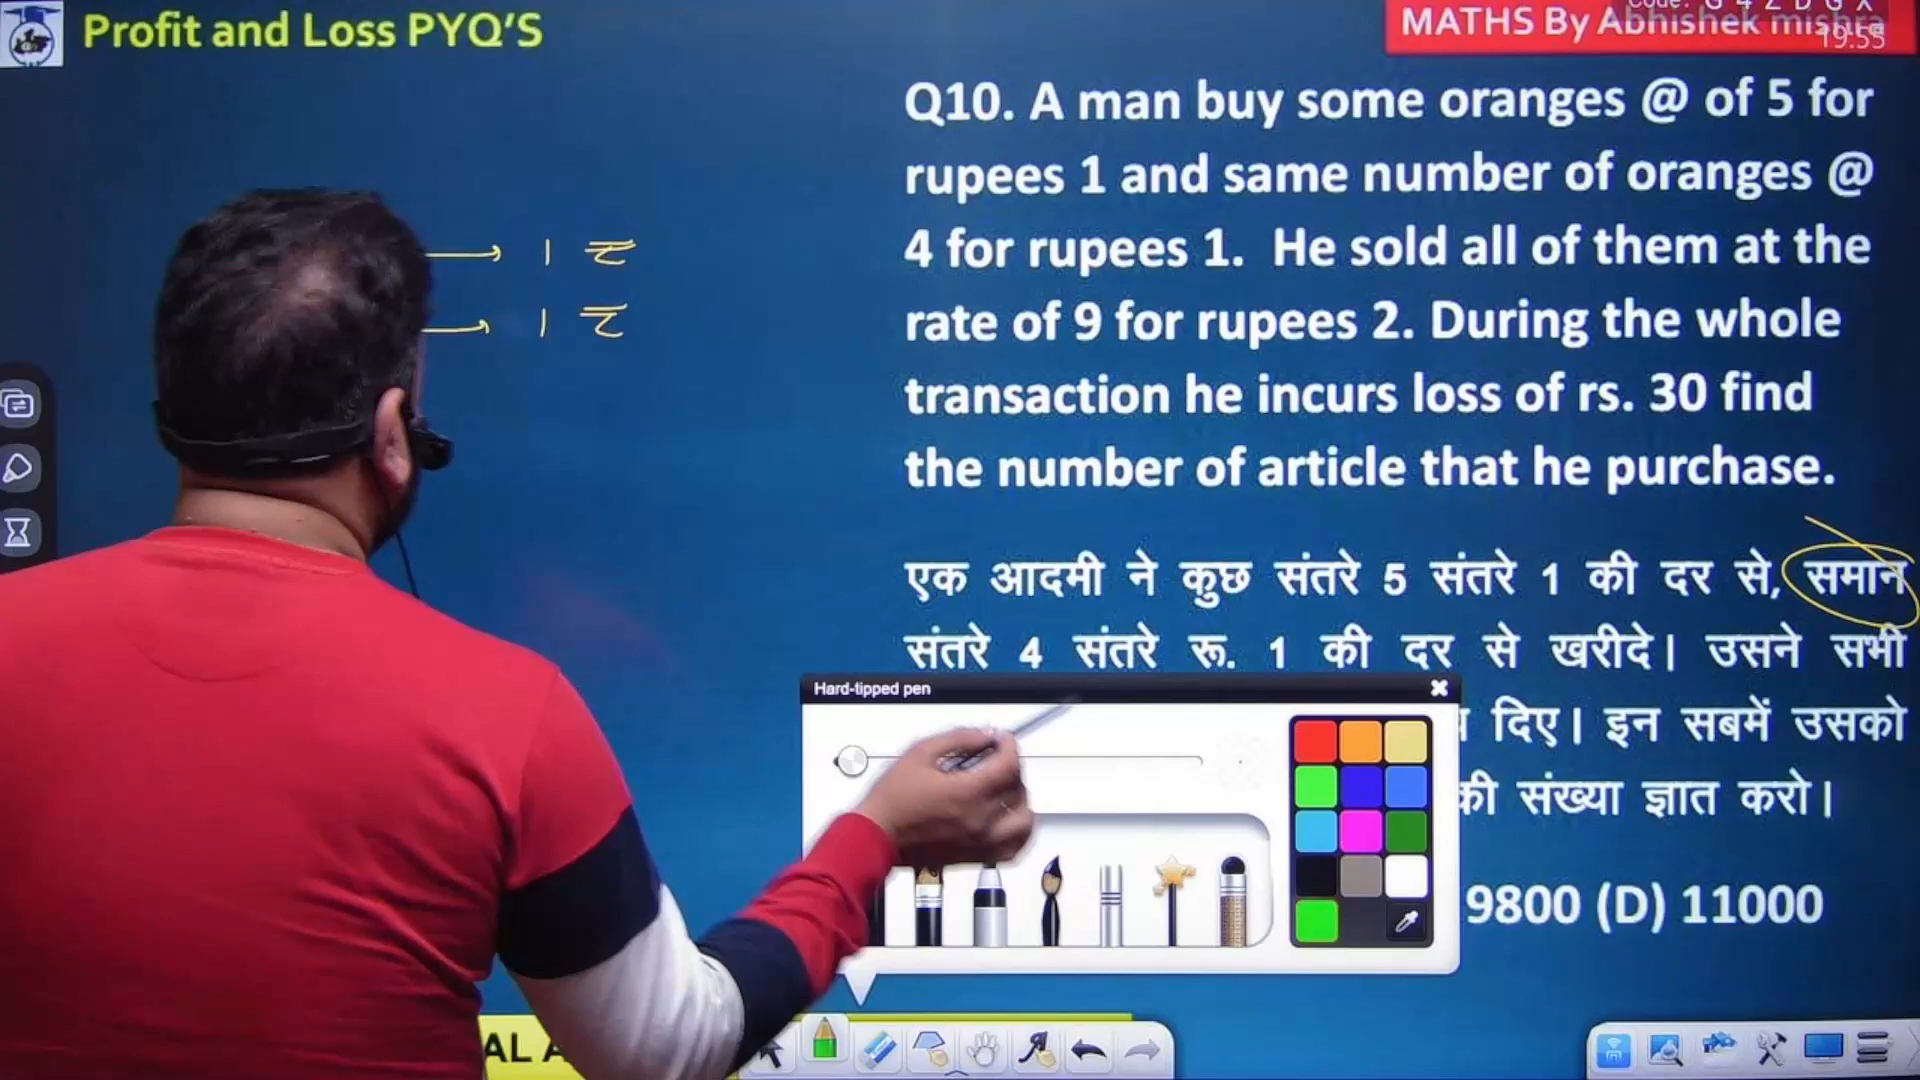 Profit and Loss PYQ'S
Code: G 4 Z D G X
MATHS By Abhishek mishra
19:55
Q10. A man buy some oranges @ of 5 for
rupees 1 and same number of oranges @
4 for rupees 1. He sold all of them at the
rate of 9 for rupees 2. During the whole
transaction he incurs loss of rs. 30 find
the number of article that he purchase.
→ 1 ₹
→ 1 ₹
एक आदमी ने कुछ संतरे 5 संतरे 1 की दर से, समान
संतरे 4 संतरे रू. 1 की दर से खरीदे। उसने सभी
Hard-tipped pen
दिए। इन सबमें उसको
की संख्या ज्ञात करो।
9800 (D) 11000
AL A